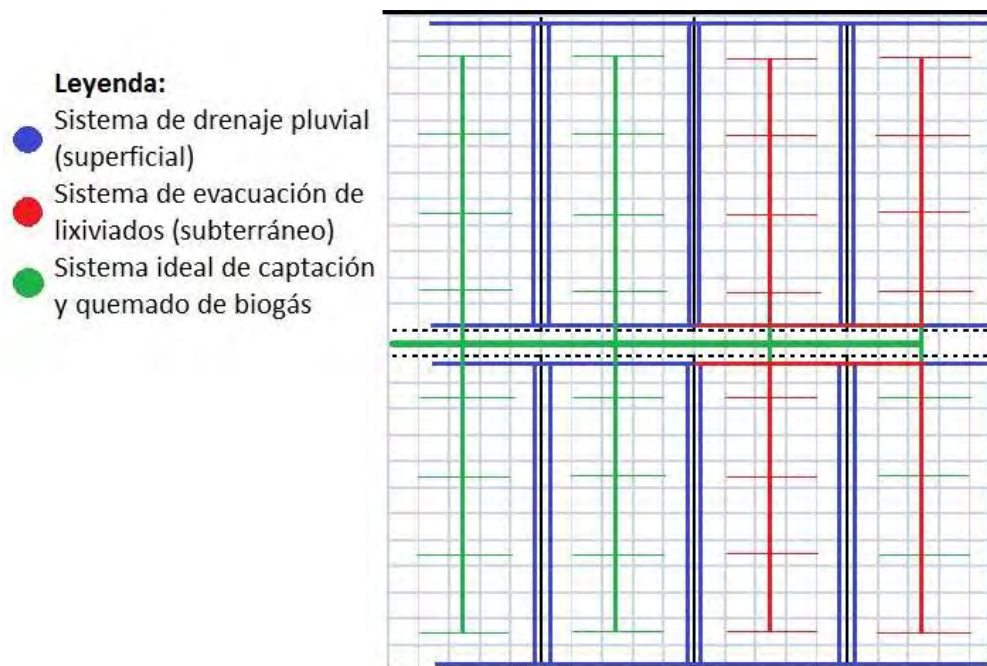 Leyenda:
Sistema de drenaje pluvial
(superficial)
Sistema de evacuación de
lixiviados (subterráneo)
Sistema ideal de captación
y quemado de biogás